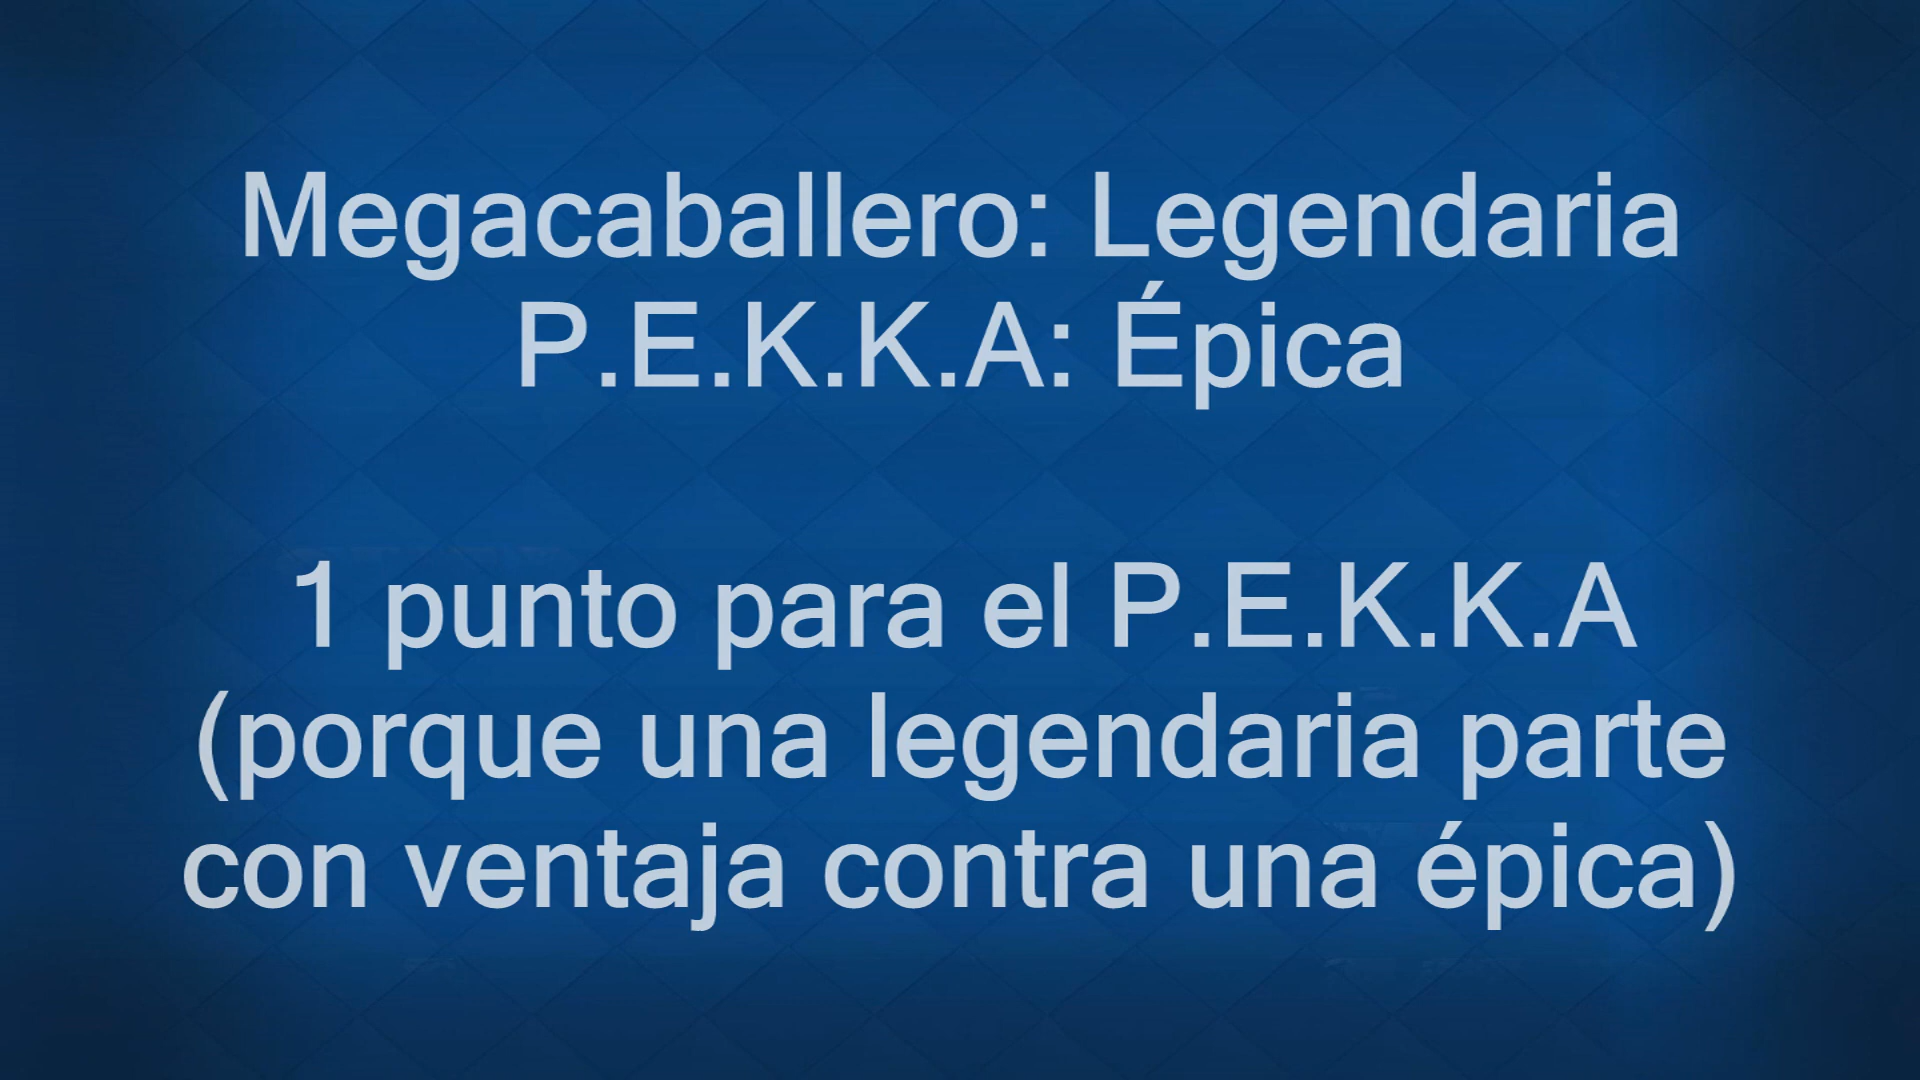 Megacaballero: Legendaria
P.E.K.K.A: Épica
1 punto para el P.E.K.K.A
(porque una legendaria parte
con ventaja contra una épica)